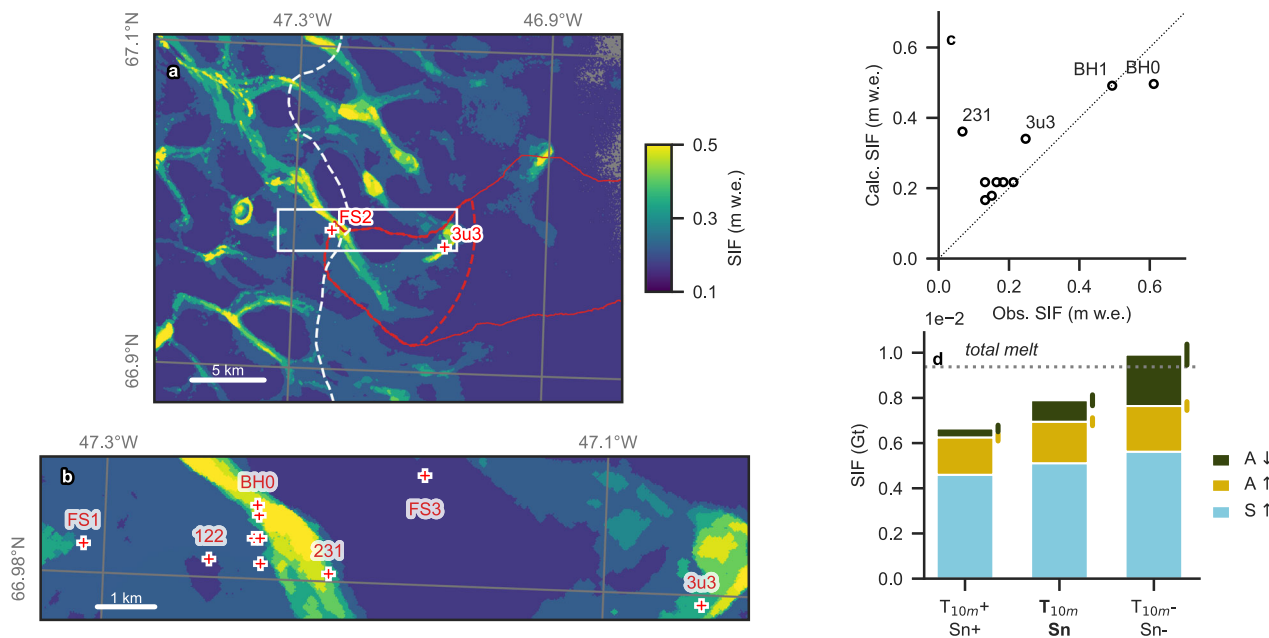 47.3°W
46.9°W
67.1°N
66.9°N
a
FS2
3u3
5 km
0.5
0.3
0.1
SIF (m w.e.)
47.3°W
47.1°W
66.98°N
b
BH0
FS1
122
FS3
231
3u3
1 km
c
0.6
0.4
0.2
0.0
Calc. SIF (m w.e.)
BH1
BH0
231
3u3
0.0
0.2
0.4
0.6
Obs. SIF (m w.e.)
1e−2
d
total melt
1.0
0.8
0.6
0.4
0.2
0.0
SIF (Gt)
T10m+
Sn+
T10m
Sn
T10m-
Sn-
A ↓
A ↑
S ↑